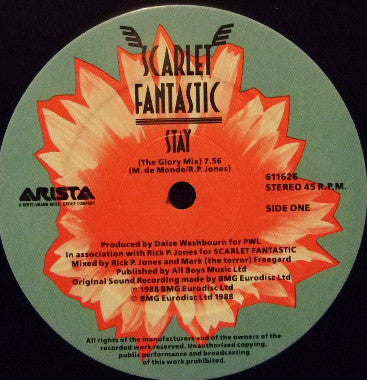 SCARLET
FANTASTIC
STAY
(The Glory Mix) 7.56
(M. de Monde/R.P. Jones)
ARISTA
A BERTELSMANN MUSIC GROUP COMPANY
611626
STEREO 45 R.P.M.
SIDE ONE
Produced by Daize Washbourn for PWL
In association with Rick P. Jones for SCARLET FANTASTIC
Mixed by Rick P. Jones and Mark (the terror) Freegard
Published by All Boys Music Ltd
Original Sound Recording made by BMG Eurodisc Ltd
℗ 1988 BMG Eurodisc Ltd
© BMG Eurodisc Ltd 1988
All rights of the manufacturers and of the owners of the
recorded work reserved. Unauthorised copying,
public performance and broadcasting
of this work prohibited.